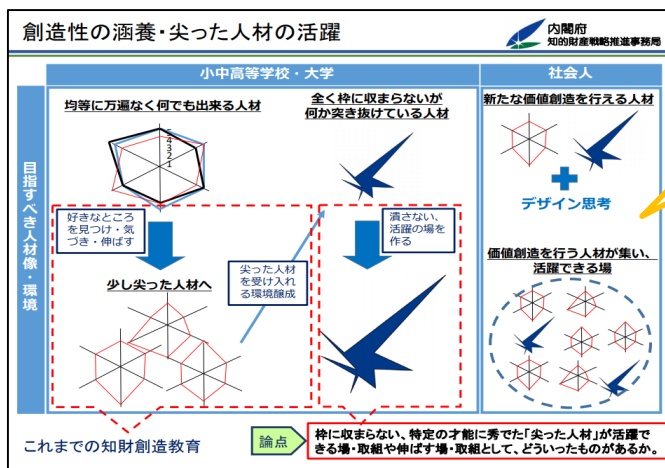 創造性の涵養・尖った人材の活躍
内閣府
知的財産戦略推進事務局
小中高等学校・大学
社会人
目指すべき人材像・環境
均等に万遍なく何でも出来る人材
5
4
3
2
1
好きなところ
を見つけ・気
づき・伸ばす
少し尖った人材へ
尖った人材
を受け入れ
る環境醸成
全く枠に収まらないが
何か突き抜けている人材
潰さない、
活躍の場を
作る
新たな価値創造を行える人材
デザイン思考
価値創造を行う人材が集い、
活躍できる場
これまでの知財創造教育
論点
枠に収まらない、特定の才能に秀でた「尖った人材」が活躍で
きる場・取組や伸ばす場・取組として、どういったものがあるか。